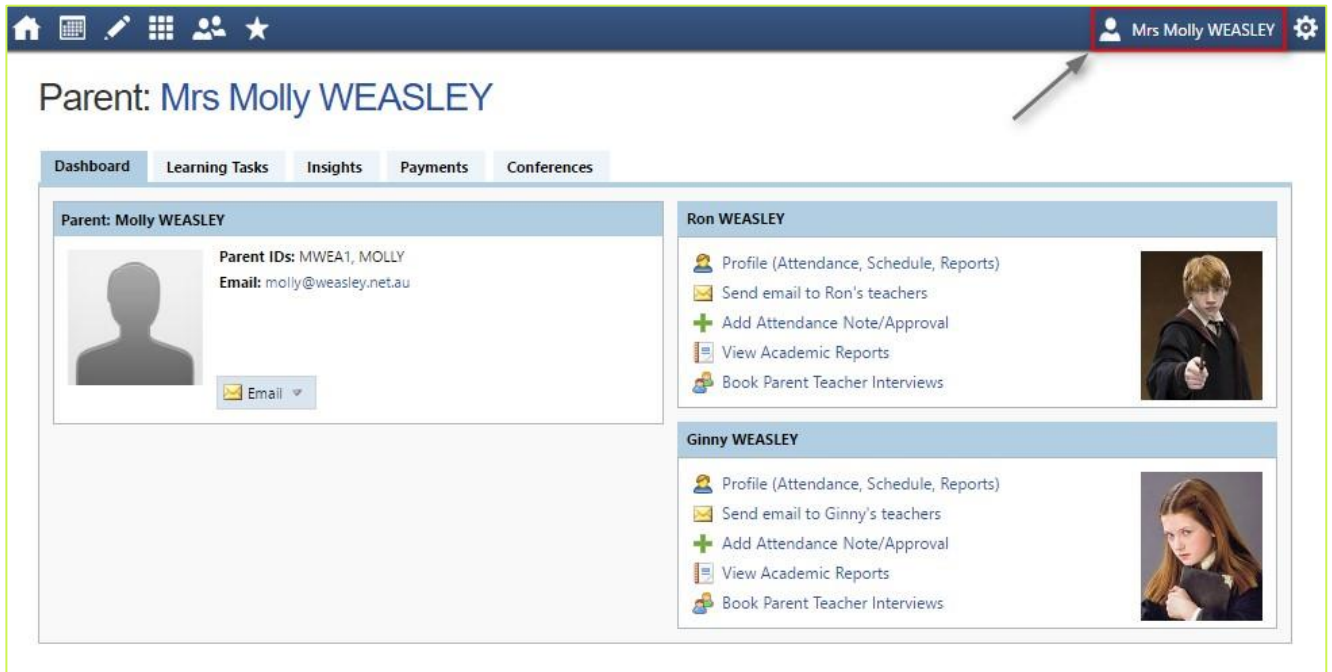 Mrs Molly WEASLEY
Parent: Mrs Molly WEASLEY
Dashboard Learning Tasks Insights Payments Conferences
Parent: Molly WEASLEY
Parent IDs: MWEA1, MOLLY
Email: molly@weasley.net.au
Email
Ron WEASLEY
Profile (Attendance, Schedule, Reports)
Send email to Ron's teachers
Add Attendance Note/Approval
View Academic Reports
Book Parent Teacher Interviews
Ginny WEASLEY
Profile (Attendance, Schedule, Reports)
Send email to Ginny's teachers
Add Attendance Note/Approval
View Academic Reports
Book Parent Teacher Interviews